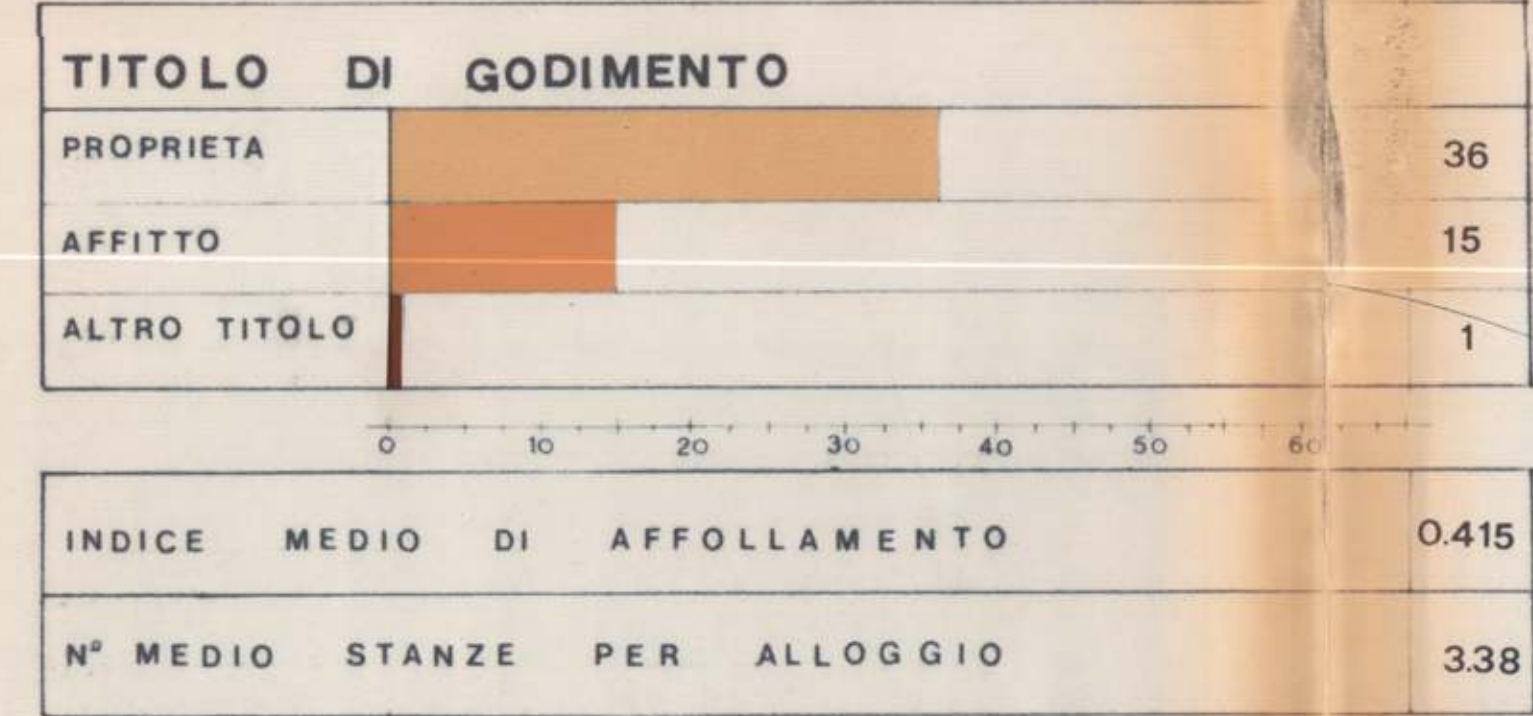 TITOLO DI GODIMENTO
PROPRIETA 36
AFFITTO 15
ALTRO TITOLO 1
0 10 20 30 40 50 60
INDICE MEDIO DI AFFOLLAMENTO 0.415
Nº MEDIO STANZE PER ALLOGGIO 3.38